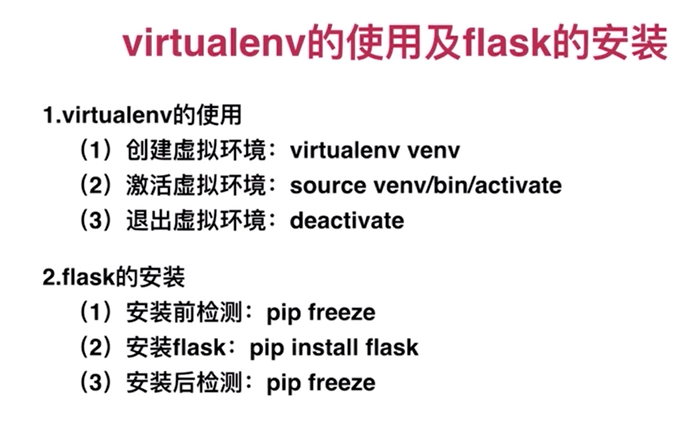 virtualenv的使用及flask的安装
1.virtualenv的使用
（1）创建虚拟环境：virtualenv venv
（2）激活虚拟环境：source venv/bin/activate
（3）退出虚拟环境：deactivate
2.flask的安装
（1）安装前检测：pip freeze
（2）安装flask：pip install flask
（3）安装后检测：pip freeze